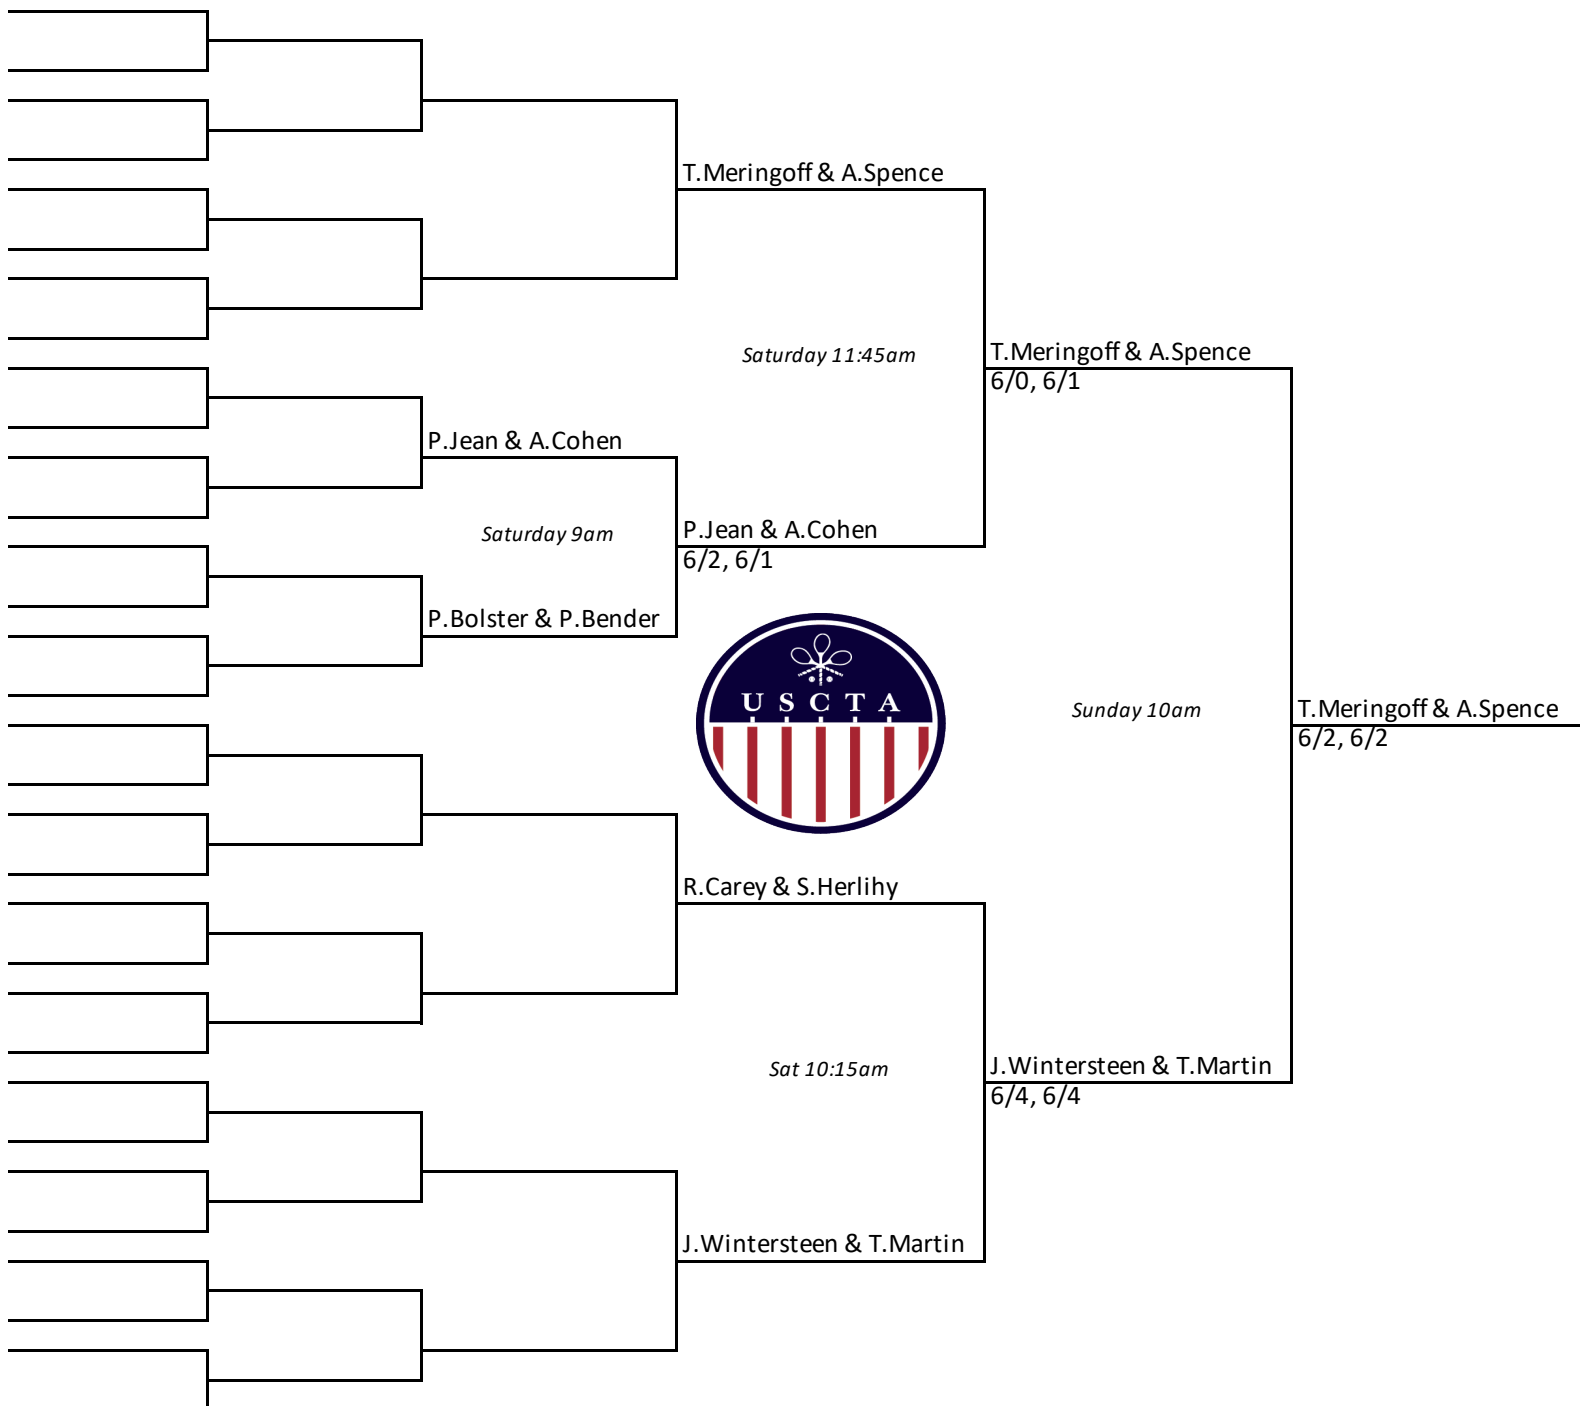 T.Meringoff & A.Spence
Saturday 11:45am
T.Meringoff & A.Spence
6/0, 6/1
P.Jean & A.Cohen
Saturday 9am
P.Jean & A.Cohen
6/2, 6/1
P.Bolster & P.Bender
USCTA
Sunday 10am
T.Meringoff & A.Spence
6/2, 6/2
R.Carey & S.Herlihy
Sat 10:15am
J.Wintersteen & T.Martin
6/4, 6/4
J.Wintersteen & T.Martin